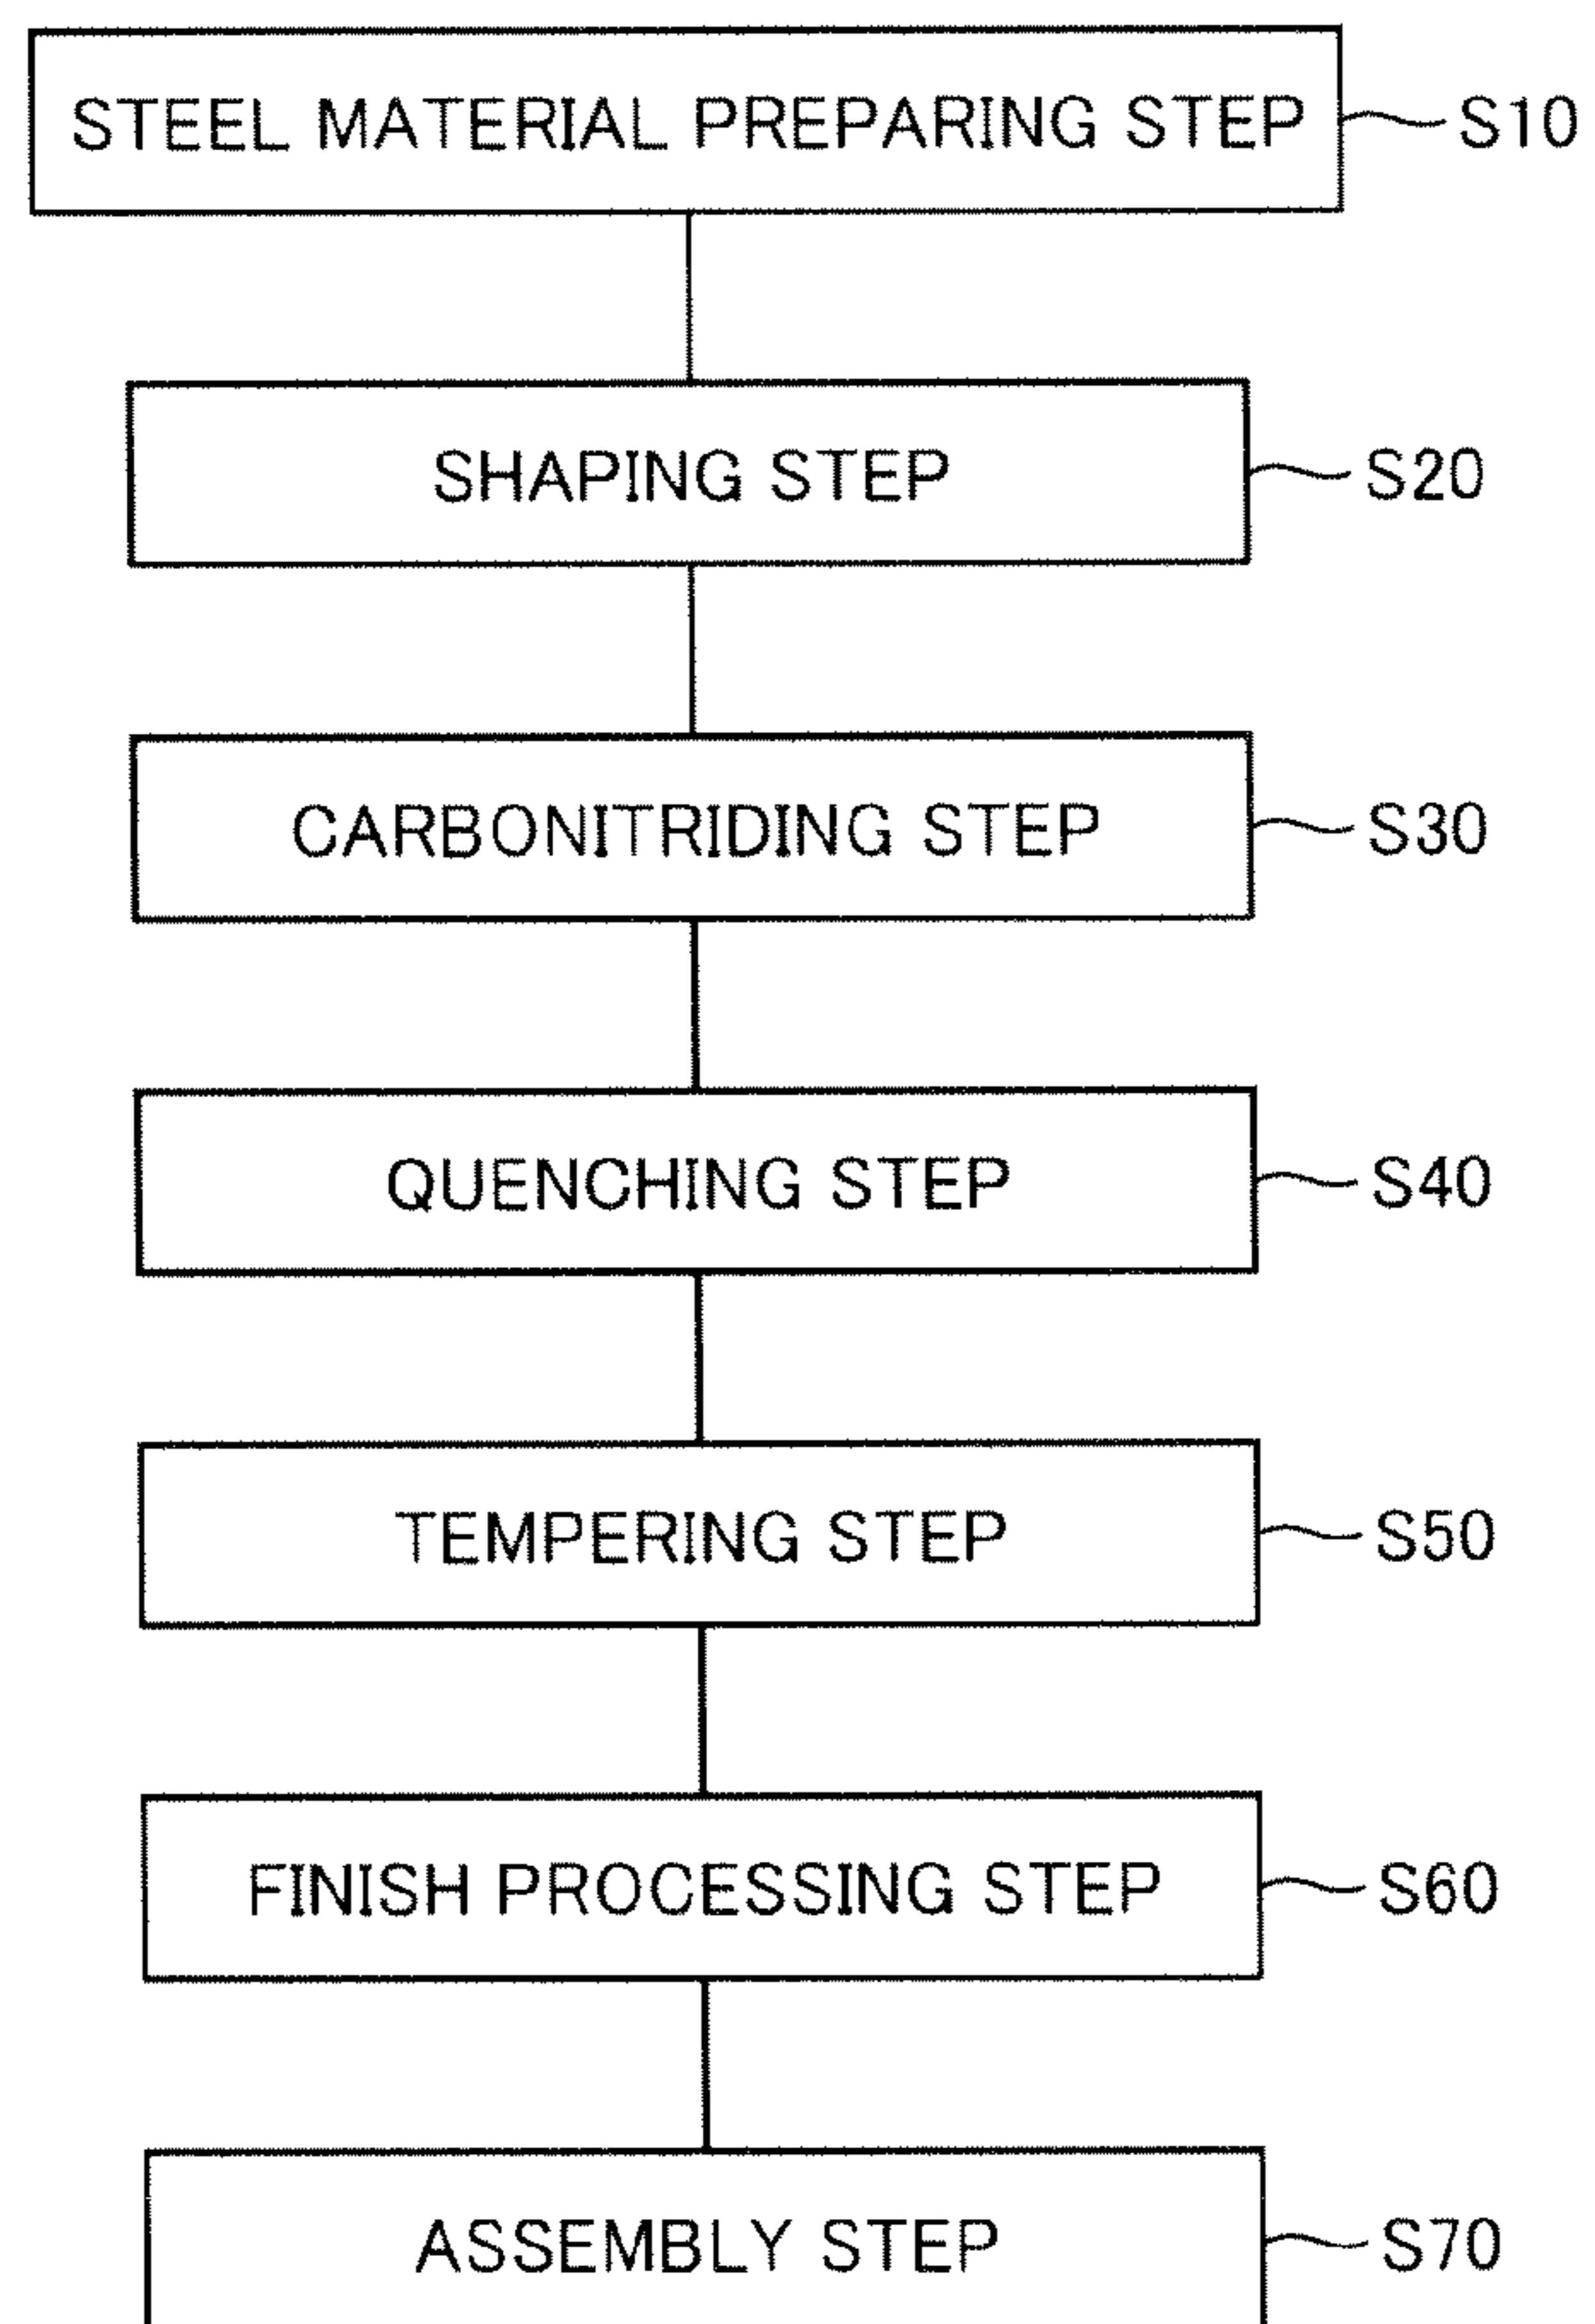 STEEL MATERIAL PREPARING STEP S10
SHAPING STEP S20
CARBONITRIDING STEP S30
QUENCHING STEP S40
TEMPERING STEP S50
FINISH PROCESSING STEP S60
ASSEMBLY STEP S70